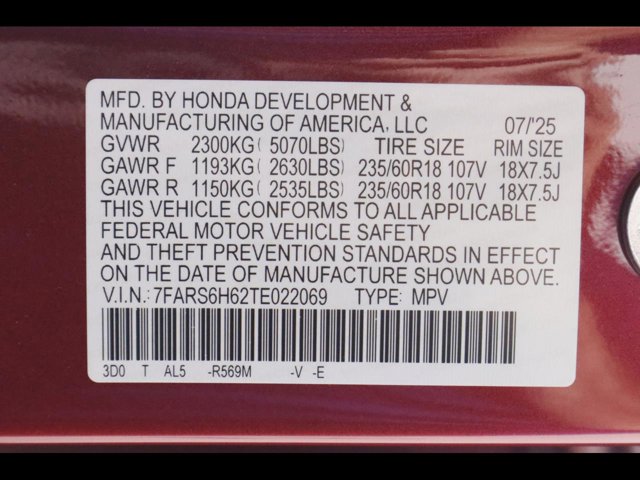 MFD. BY HONDA DEVELOPMENT &
MANUFACTURING OF AMERICA, LLC 07/'25
GVWR 2300KG( 5070LBS) TIRE SIZE RIM SIZE
GAWR F 1193KG( 2630LBS) 235/60R18 107V 18X7.5J
GAWR R 1150KG( 2535LBS) 235/60R18 107V 18X7.5J
THIS VEHICLE CONFORMS TO ALL APPLICABLE
FEDERAL MOTOR VEHICLE SAFETY
AND THEFT PREVENTION STANDARDS IN EFFECT
ON THE DATE OF MANUFACTURE SHOWN ABOVE.
V.I.N.: 7FARS6H62TE022069 TYPE: MPV
3D0 T AL5 -R569M -V -E